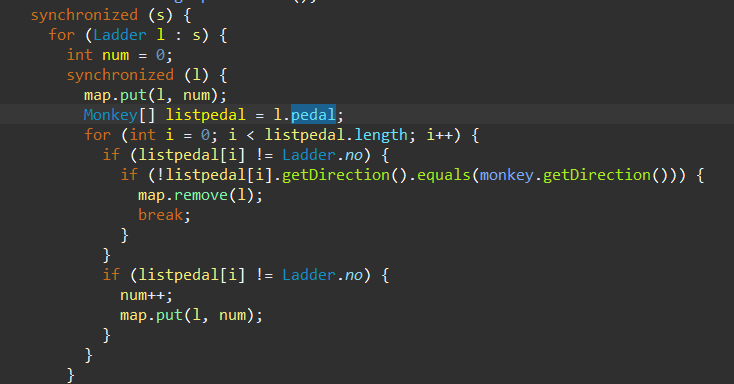 synchronized (s) {
for (Ladder l : s) {
int num = 0;
synchronized (l) {
map.put(l, num);
Monkey[] listpedal = l.pedal;
for (int i = 0; i < listpedal.length; i++) {
if (listpedal[i] != Ladder.no) {
if (!listpedal[i].getDirection().equals(monkey.getDirection())) {
map.remove(l);
break;
}
}
if (listpedal[i] != Ladder.no) {
num++;
map.put(l, num);
}
}
}